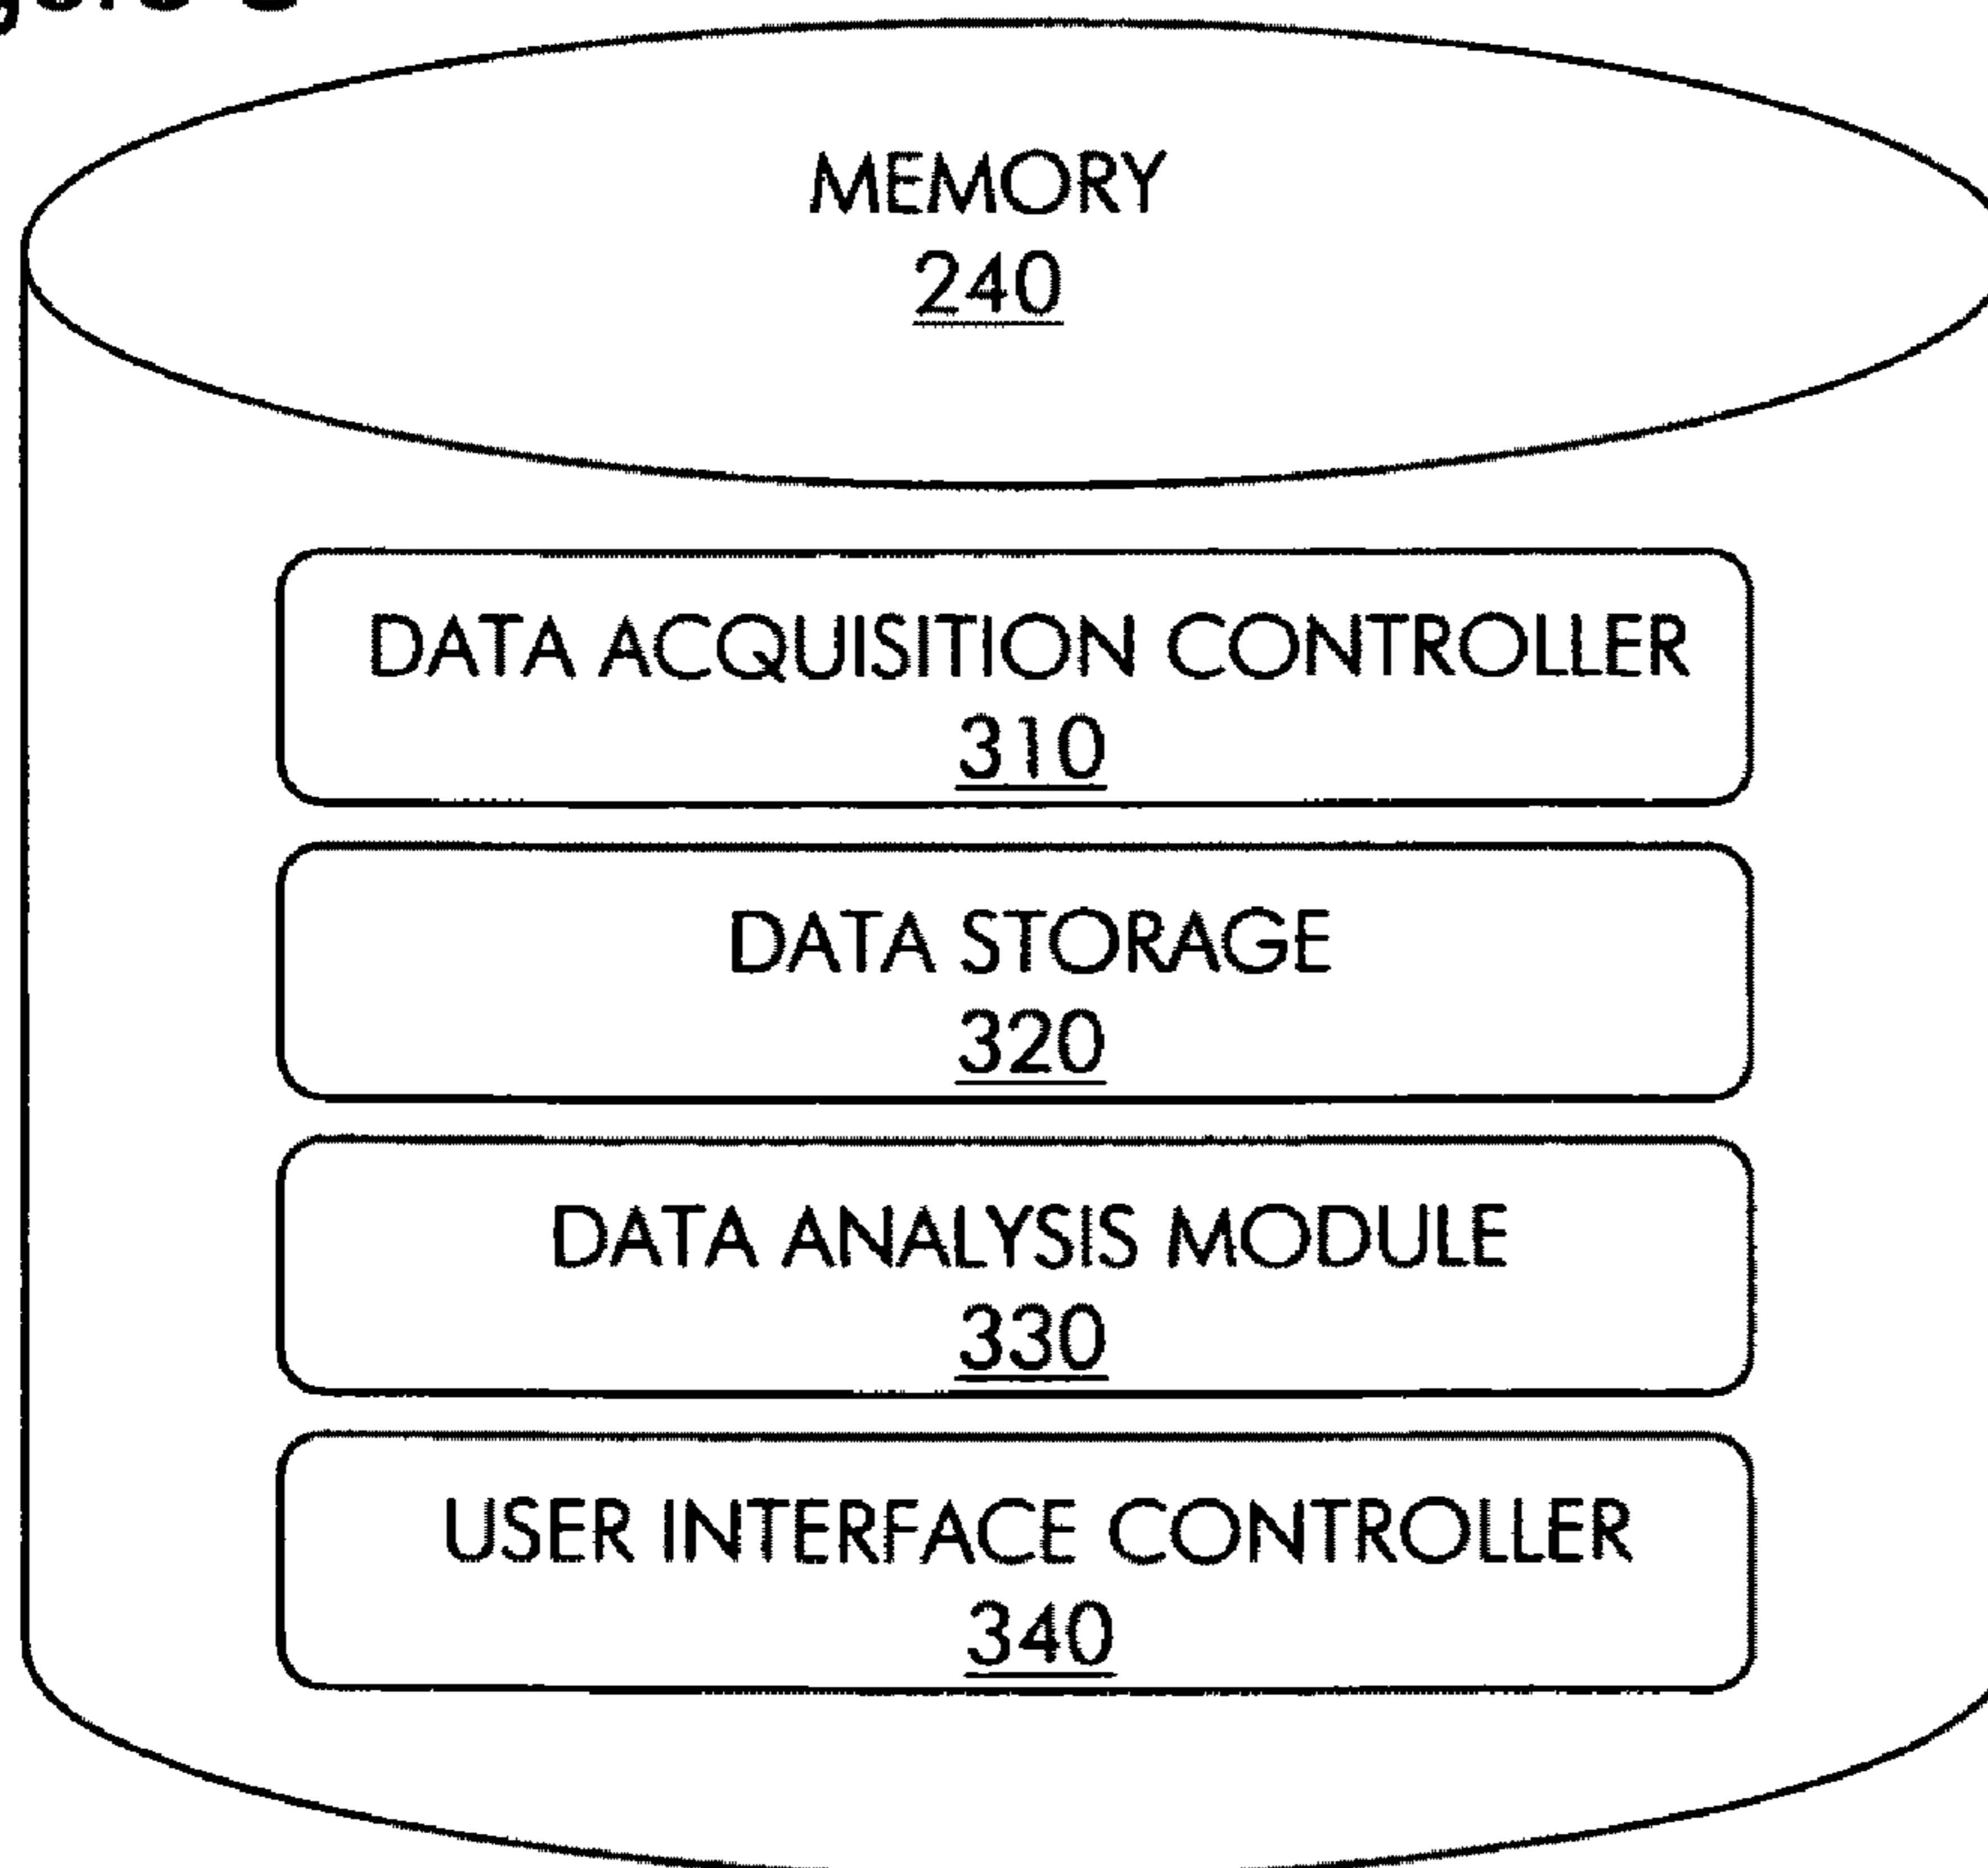 MEMORY
240
DATA ACQUISITION CONTROLLER
310
DATA STORAGE
320
DATA ANALYSIS MODULE
330
USER INTERFACE CONTROLLER
340